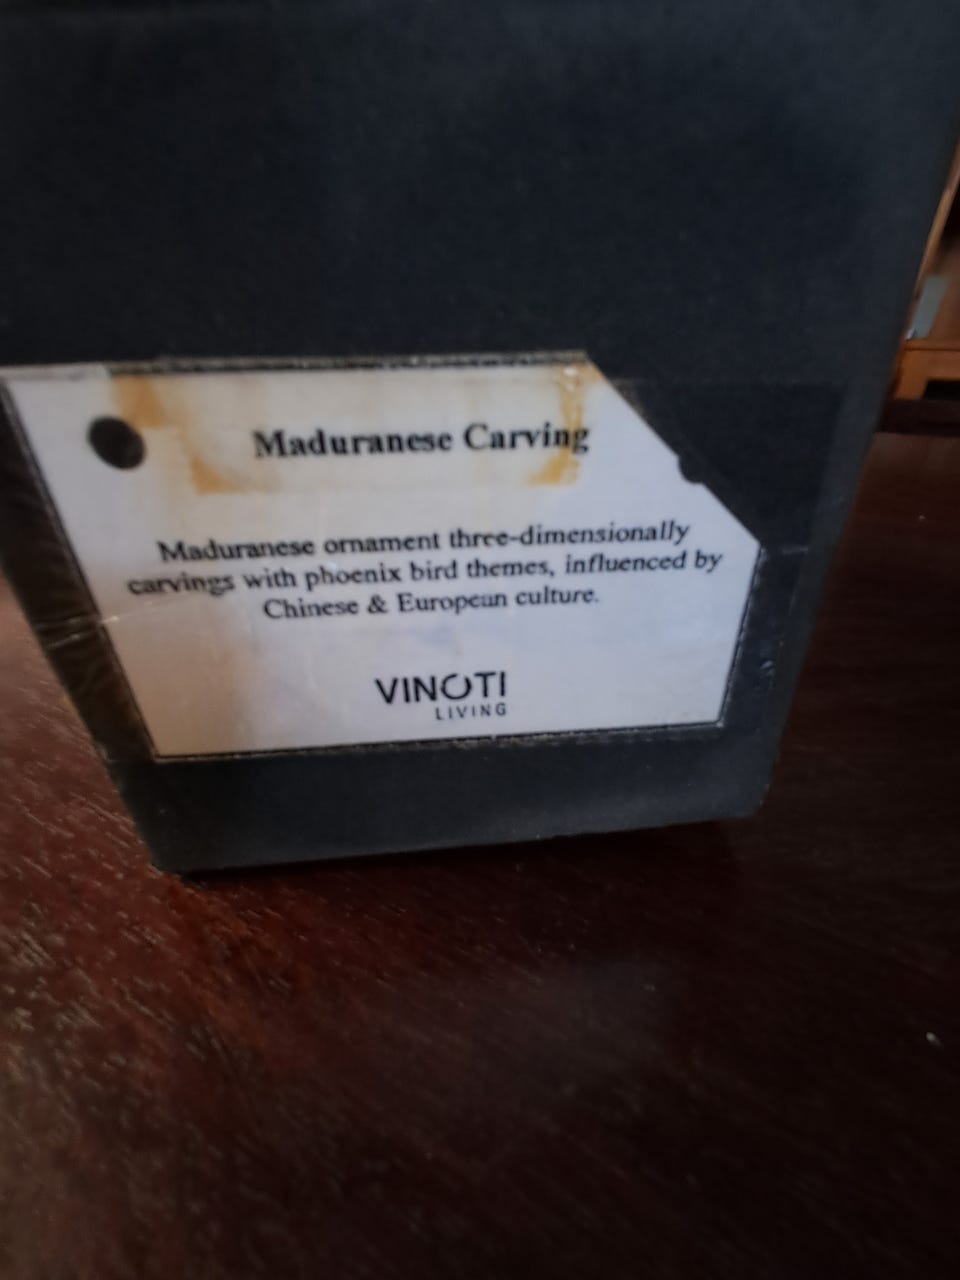 Maduranese Carving
Maduranese ornament three-dimensionally
carvings with phoenix bird themes, influenced by
Chinese & European culture.
VINOTI
LIVING